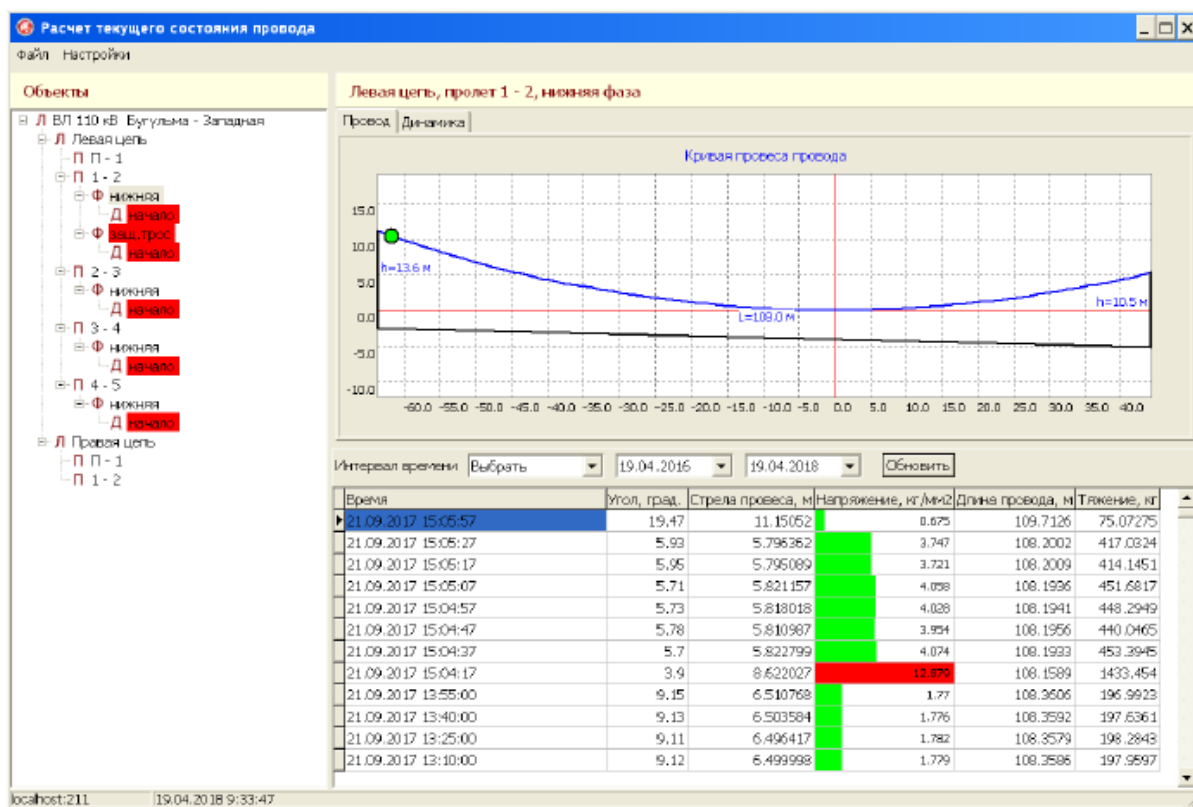 Расчет текущего состояния провода
Файл Настройки
Объекты
Л ВЛ 110 кВ Бугульма - Западная
Л Левая цепь
П П - 1
П 1 - 2
Ф нижняя
Д начало
Ф защ.трос
Д начало
П 2 - 3
Ф нижняя
Д начало
П 3 - 4
Ф нижняя
Д начало
П 4 - 5
Ф нижняя
Д начало
Л Правая цепь
П П - 1
П 1 - 2
Левая цепь, пролет 1 - 2, нижняя фаза
Провод Динамика
Кривая провеса провода
15.0
10.0
5.0
0.0
-5.0
-10.0
h=13.6 м
L=108.0 м
h=10.5 м
-60.0 -55.0 -50.0 -45.0 -40.0 -35.0 -30.0 -25.0 -20.0 -15.0 -10.0 -5.0 0.0 5.0 10.0 15.0 20.0 25.0 30.0 35.0 40.0
Интервал времени Выбрать 19.04.2016 19.04.2018 Обновить
Время Угол, град. Стрела провеса, м Напряжение, кг/мм2 Длина провода, м Тяжение, кг
21.09.2017 15:05:57 19,47 11.15052 0.675 109.7126 75.07275
21.09.2017 15:05:27 5.93 5.796362 3.747 108.2002 417.0324
21.09.2017 15:05:17 5.95 5.795089 3.721 108.2009 414.1451
21.09.2017 15:05:07 5.71 5.821157 4.058 108.1936 451.6817
21.09.2017 15:04:57 5.73 5.818018 4.028 108.1941 448.2949
21.09.2017 15:04:47 5.78 5.810987 3.954 108.1956 440.0465
21.09.2017 15:04:37 5.7 5.822799 4.074 108.1933 453.3945
21.09.2017 15:04:17 3.9 8.622027 12.879 108.1589 1433.454
21.09.2017 13:55:00 9.15 6.510768 1.77 108.3606 196.9923
21.09.2017 13:40:00 9.13 6.503584 1.776 108.3592 197.6361
21.09.2017 13:25:00 9.11 6.496417 1.782 108.3579 198.2843
21.09.2017 13:10:00 9.12 6.499998 1.779 108.3586 197.9597
localhost:211 19.04.2018 9:33:47